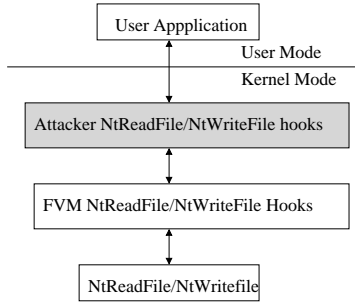 User Appplication
User Mode
Kernel Mode
Attacker NtReadFile/NtWriteFile hooks
FVM NtReadFile/NtWriteFile Hooks
NtReadFile/NtWritefile